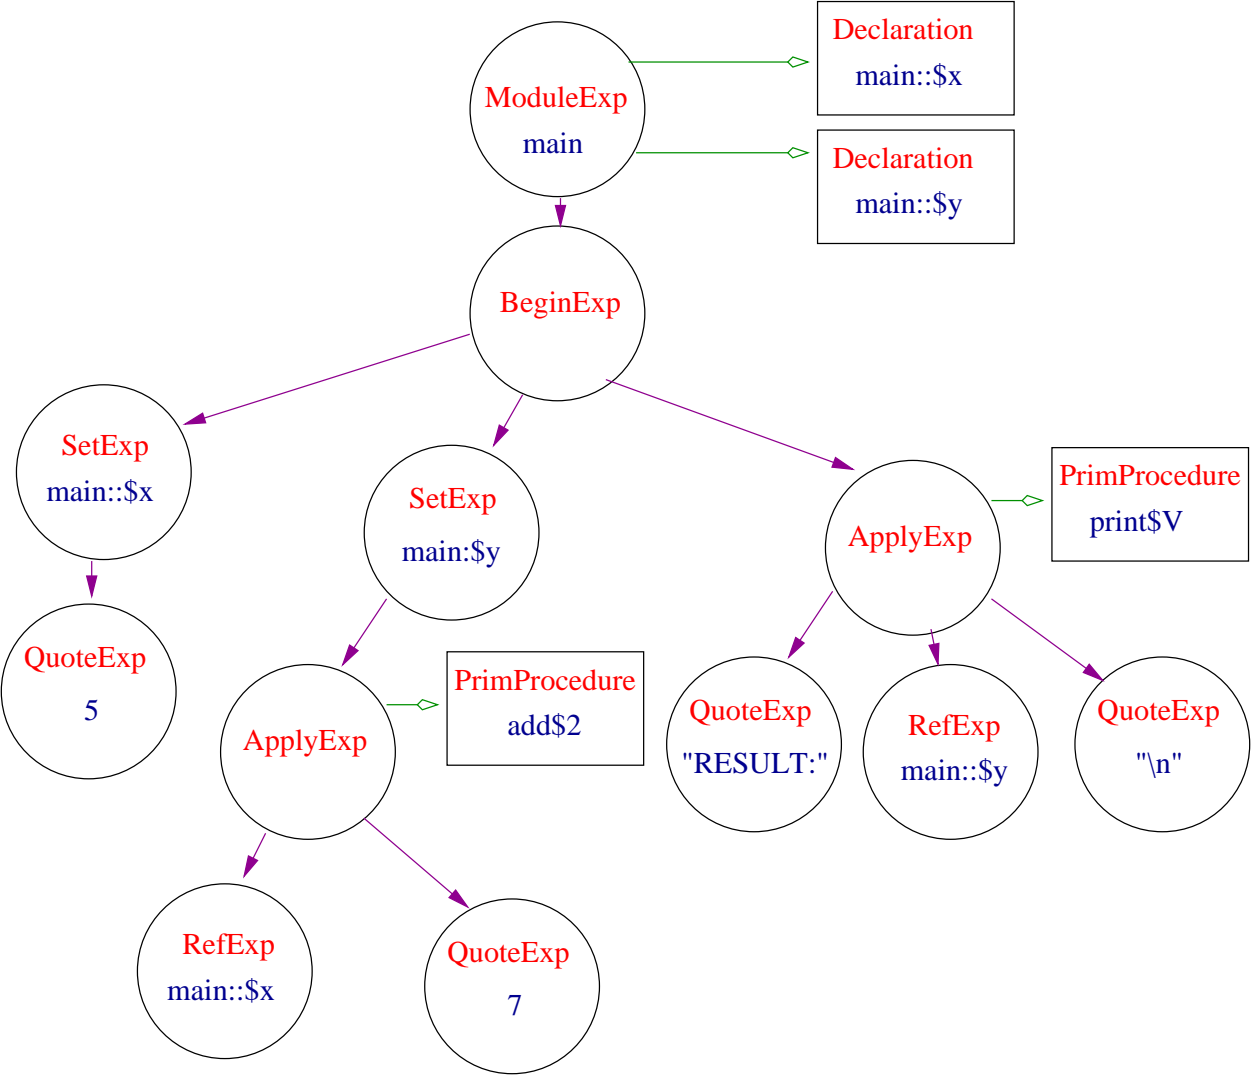 Declaration
main::$x
ModuleExp
main
Declaration
main::$y
BeginExp
SetExp
main::$x
SetExp
main:$y
ApplyExp
PrimProcedure
print$V
QuoteExp
5
ApplyExp
PrimProcedure
add$2
QuoteExp
"RESULT:"
RefExp
main::$y
QuoteExp
"\n"
RefExp
main::$x
QuoteExp
7